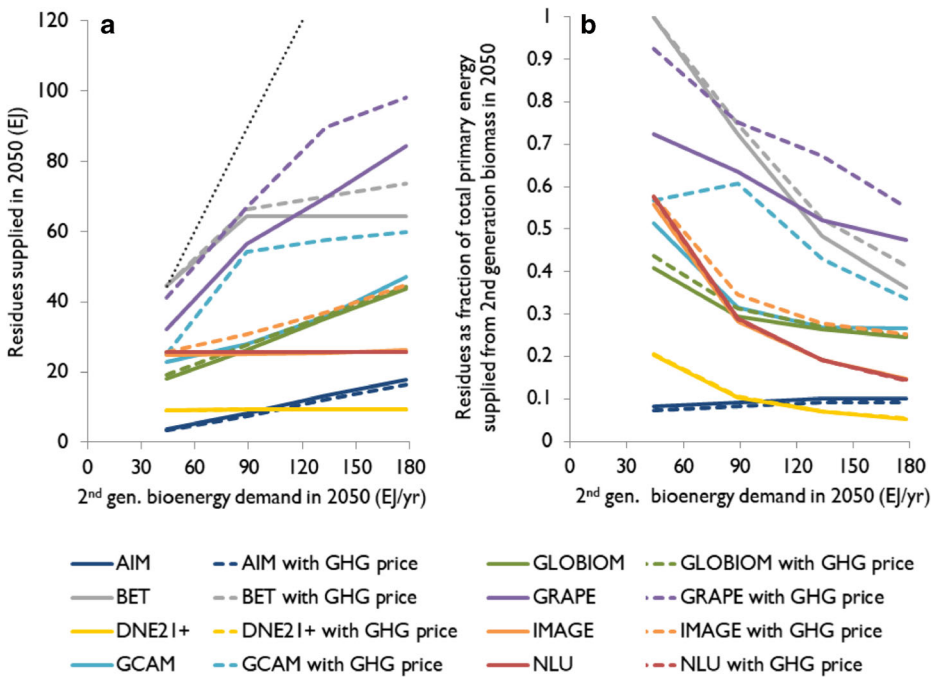 a
Residues supplied in 2050 (EJ)
120
100
80
60
40
20
0
0 30 60 90 120 150 180
2nd gen. bioenergy demand in 2050 (EJ/yr)
b
Residues as fraction of total primary energy
supplied from 2nd generation biomass in 2050
1
0.9
0.8
0.7
0.6
0.5
0.4
0.3
0.2
0.1
0
0 30 60 90 120 150 180
2nd gen. bioenergy demand in 2050 (EJ/yr)
AIM AIM with GHG price GLOBIOM GLOBIOM with GHG price
BET BET with GHG price GRAPE GRAPE with GHG price
DNE21+ DNE21+ with GHG price IMAGE IMAGE with GHG price
GCAM GCAM with GHG price NLU NLU with GHG price